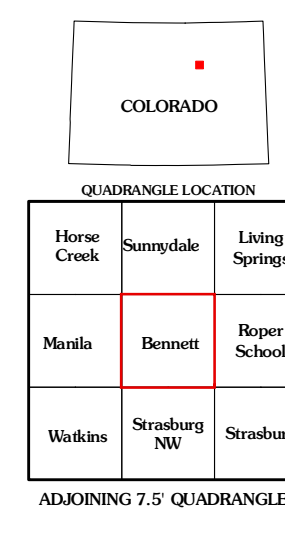 COLORADO
QUADRANGLE LOCATION
Horse
Creek
Sunnydale
Living
Springs
Manila
Bennett
Roper
School
Watkins
Strasburg
NW
Strasbur
ADJOINING 7.5' QUADRANGLE